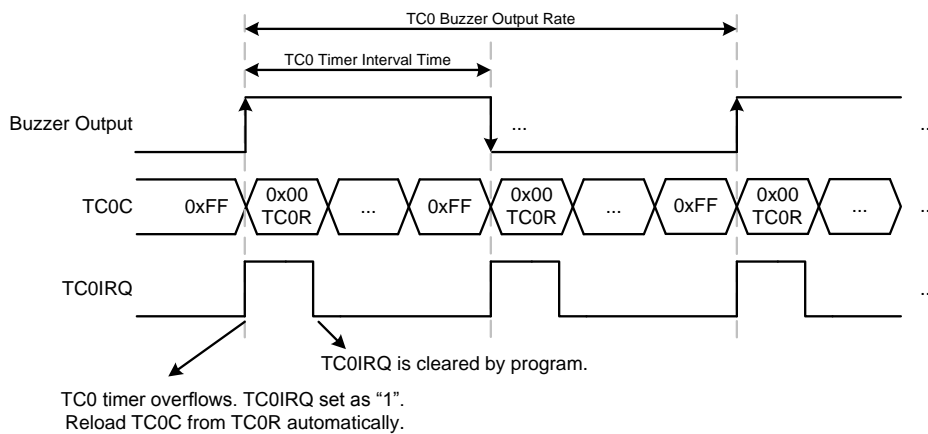 TC0 Buzzer Output Rate
TC0 Timer Interval Time
Buzzer Output
...
..
TC0C
0xFF
0x00
TC0R
...
0xFF
0x00
TC0R
...
0xFF
0x00
TC0R
...
..
TC0IRQ
..
TC0IRQ is cleared by program.
TC0 timer overflows. TC0IRQ set as “1”.
Reload TC0C from TC0R automatically.